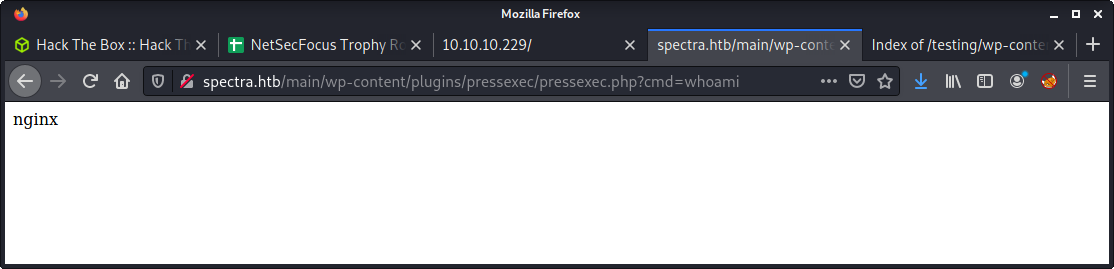 Mozilla Firefox
Hack The Box :: Hack Th
NetSecFocus Trophy Ro
10.10.10.229/
spectra.htb/main/wp-conte
Index of /testing/wp-conten
spectra.htb/main/wp-content/plugins/pressexec/pressexec.php?cmd=whoami
nginx